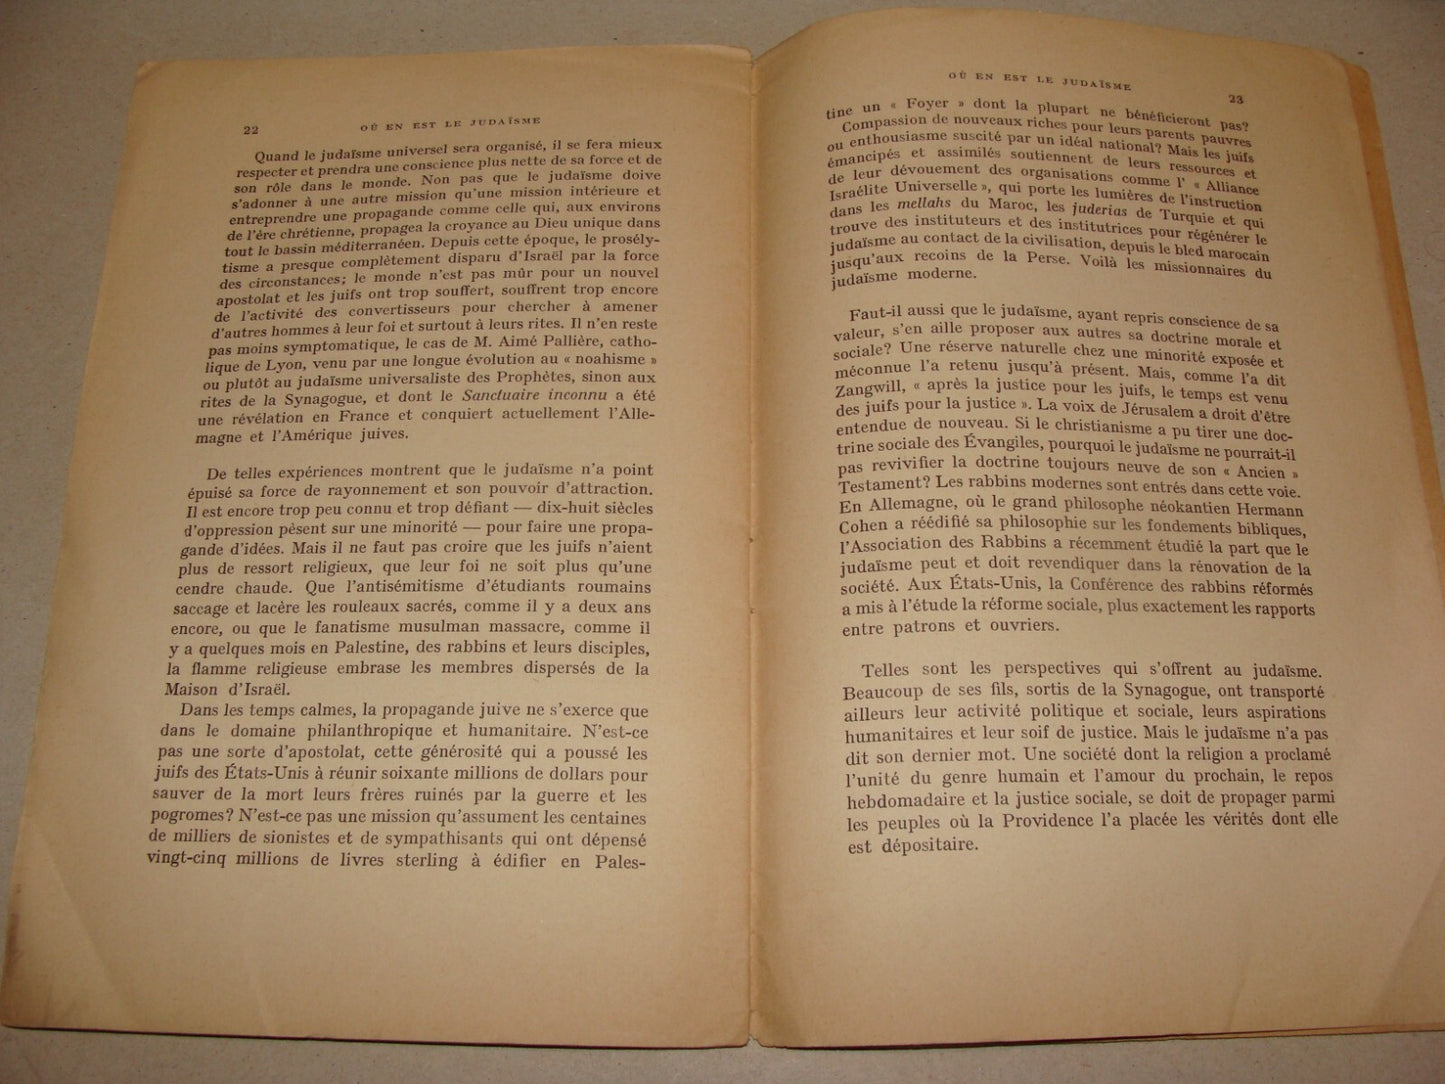 22
OÙ EN EST LE JUDAÏSME
Quand le judaïsme universel sera organisé, il se fera mieux
respecter et prendra une conscience plus nette de sa force et de
son rôle dans le monde. Non pas que le judaïsme doive
s'adonner à une autre mission qu'une mission intérieure et
entreprendre une propagande comme celle qui, aux environs
de l'ère chrétienne, propagea la croyance au Dieu unique dans
tout le bassin méditerranéen. Depuis cette époque, le prosély-
tisme a presque complètement disparu d'Israël par la force
des circonstances; le monde n'est pas mûr pour un nouvel
apostolat et les juifs ont trop souffert, souffrent trop encore
de l'activité des convertisseurs pour chercher à amener
d'autres hommes à leur foi et surtout à leurs rites. Il n'en reste
pas moins symptomatique, le cas de M. Aimé Pallière, catho-
lique de Lyon, venu par une longue évolution au « noahisme »
ou plutôt au judaïsme universaliste des Prophètes, sinon aux
rites de la Synagogue, et dont le Sanctuaire inconnu a été
une révélation en France et conquiert actuellement l'Alle-
magne et l'Amérique juives.
De telles expériences montrent que le judaïsme n'a point
épuisé sa force de rayonnement et son pouvoir d'attraction.
Il est encore trop peu connu et trop défiant — dix-huit siècles
d'oppression pèsent sur une minorité — pour faire une propa-
gande d'idées. Mais il ne faut pas croire que les juifs n'aient
plus de ressort religieux, que leur foi ne soit plus qu'une
cendre chaude. Que l'antisémitisme d'étudiants roumains
saccage et lacère les rouleaux sacrés, comme il y a deux ans
encore, ou que le fanatisme musulman massacre, comme il
y a quelques mois en Palestine, des rabbins et leurs disciples,
la flamme religieuse embrase les membres dispersés de la
Maison d'Israël.
Dans les temps calmes, la propagande juive ne s'exerce que
dans le domaine philanthropique et humanitaire. N'est-ce
pas une sorte d'apostolat, cette générosité qui a poussé les
juifs des États-Unis à réunir soixante millions de dollars pour
sauver de la mort leurs frères ruinés par la guerre et les
pogromes? N'est-ce pas une mission qu'assument les centaines
de milliers de sionistes et de sympathisants qui ont dépensé
vingt-cinq millions de livres sterling à édifier en Pales-
OÙ EN EST LE JUDAÏSME
23
tine un « Foyer » dont la plupart ne bénéficieront pas?
Compassion de nouveaux riches pour leurs parents pauvres
ou enthousiasme suscité par un idéal national? Mais les juifs
émancipés et assimilés soutiennent de leurs ressources et
de leur dévouement des organisations comme l' « Alliance
Israélite Universelle », qui porte les lumières de l'instruction
dans les mellahs du Maroc, les juderias de Turquie et qui
trouve des instituteurs et des institutrices pour régénérer le
judaïsme au contact de la civilisation, depuis le bled marocain
jusqu'aux recoins de la Perse. Voilà les missionnaires du
judaïsme moderne.
Faut-il aussi que le judaïsme, ayant repris conscience de sa
valeur, s'en aille proposer aux autres sa doctrine morale et
sociale? Une réserve naturelle chez une minorité exposée et
méconnue l'a retenu jusqu'à présent. Mais, comme l'a dit
Zangwill, « après la justice pour les juifs, le temps est venu
des juifs pour la justice ». La voix de Jérusalem a droit d'être
entendue de nouveau. Si le christianisme a pu tirer une doc-
trine sociale des Évangiles, pourquoi le judaïsme ne pourrait-il
pas revivifier la doctrine toujours neuve de son « Ancien »
Testament? Les rabbins modernes sont entrés dans cette voie.
En Allemagne, où le grand philosophe néokantien Hermann
Cohen a réédifié sa philosophie sur les fondements bibliques,
l'Association des Rabbins a récemment étudié la part que le
judaïsme peut et doit revendiquer dans la rénovation de la
société. Aux États-Unis, la Conférence des rabbins réformés
a mis à l'étude la réforme sociale, plus exactement les rapports
entre patrons et ouvriers.
Telles sont les perspectives qui s'offrent au judaïsme.
Beaucoup de ses fils, sortis de la Synagogue, ont transporté
ailleurs leur activité politique et sociale, leurs aspirations
humanitaires et leur soif de justice. Mais le judaïsme n'a pas
dit son dernier mot. Une société dont la religion a proclamé
l'unité du genre humain et l'amour du prochain, le repos
hebdomadaire et la justice sociale, se doit de propager parmi
les peuples où la Providence l'a placée les vérités dont elle
est dépositaire.